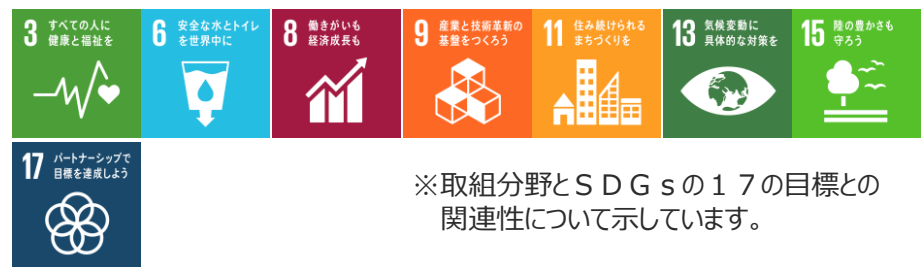 3 すべての人に
健康と福祉を
6 安全な水とトイレ
を世界中に
8 働きがいも
経済成長も
9 産業と技術革新の
基盤をつくろう
11 住み続けられる
まちづくりを
13 気候変動に
具体的な対策を
15 陸の豊かさも
守ろう
17 パートナーシップで
目標を達成しよう
※取組分野とＳＤＧｓの１７の目標との
関連性について示しています。